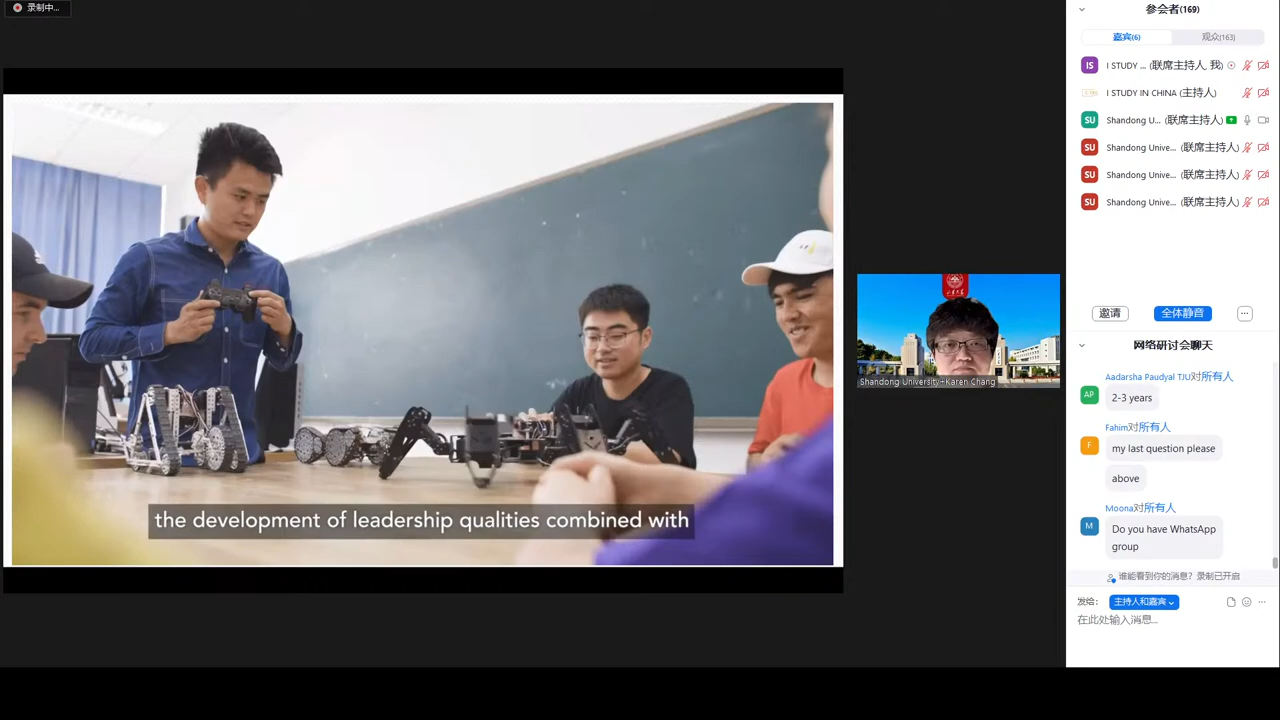 录制中...
the development of leadership qualities combined with
Shandong University+Karen Chang
参会者(169)
嘉宾(6)
观众(163)
IS I STUDY ... (联席主持人, 我)
I STUDY IN CHINA (主持人)
SU Shandong U... (联席主持人)
SU Shandong Unive... (联席主持人)
SU Shandong Unive... (联席主持人)
SU Shandong Unive... (联席主持人)
邀请
全体静音
...
网络研讨会聊天
Aadarsha Paudyal TJU对所有人
AP 2-3 years
Fahim对所有人
F my last question please
above
Moona对所有人
M Do you have WhatsApp
group
谁能看到你的消息? 录制已开启
发给: 主持人和嘉宾
在此处输入消息...